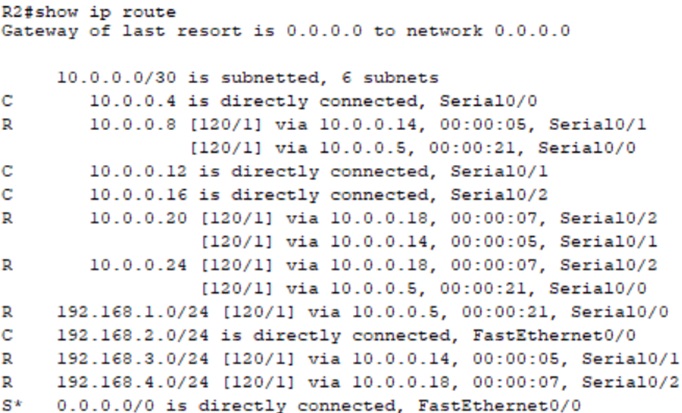 R2#show ip route
Gateway of last resort is 0.0.0.0 to network 0.0.0.0
10.0.0.0/30 is subnetted, 6 subnets
C 10.0.0.4 is directly connected, Serial0/0
R 10.0.0.8 [120/1] via 10.0.0.14, 00:00:05, Serial0/1
[120/1] via 10.0.0.5, 00:00:21, Serial0/0
C 10.0.0.12 is directly connected, Serial0/1
C 10.0.0.16 is directly connected, Serial0/2
R 10.0.0.20 [120/1] via 10.0.0.18, 00:00:07, Serial0/2
[120/1] via 10.0.0.14, 00:00:05, Serial0/1
R 10.0.0.24 [120/1] via 10.0.0.18, 00:00:07, Serial0/2
[120/1] via 10.0.0.5, 00:00:21, Serial0/0
R 192.168.1.0/24 [120/1] via 10.0.0.5, 00:00:21, Serial0/0
C 192.168.2.0/24 is directly connected, FastEthernet0/0
R 192.168.3.0/24 [120/1] via 10.0.0.14, 00:00:05, Serial0/1
R 192.168.4.0/24 [120/1] via 10.0.0.18, 00:00:07, Serial0/2
S* 0.0.0.0/0 is directly connected, FastEthernet0/0